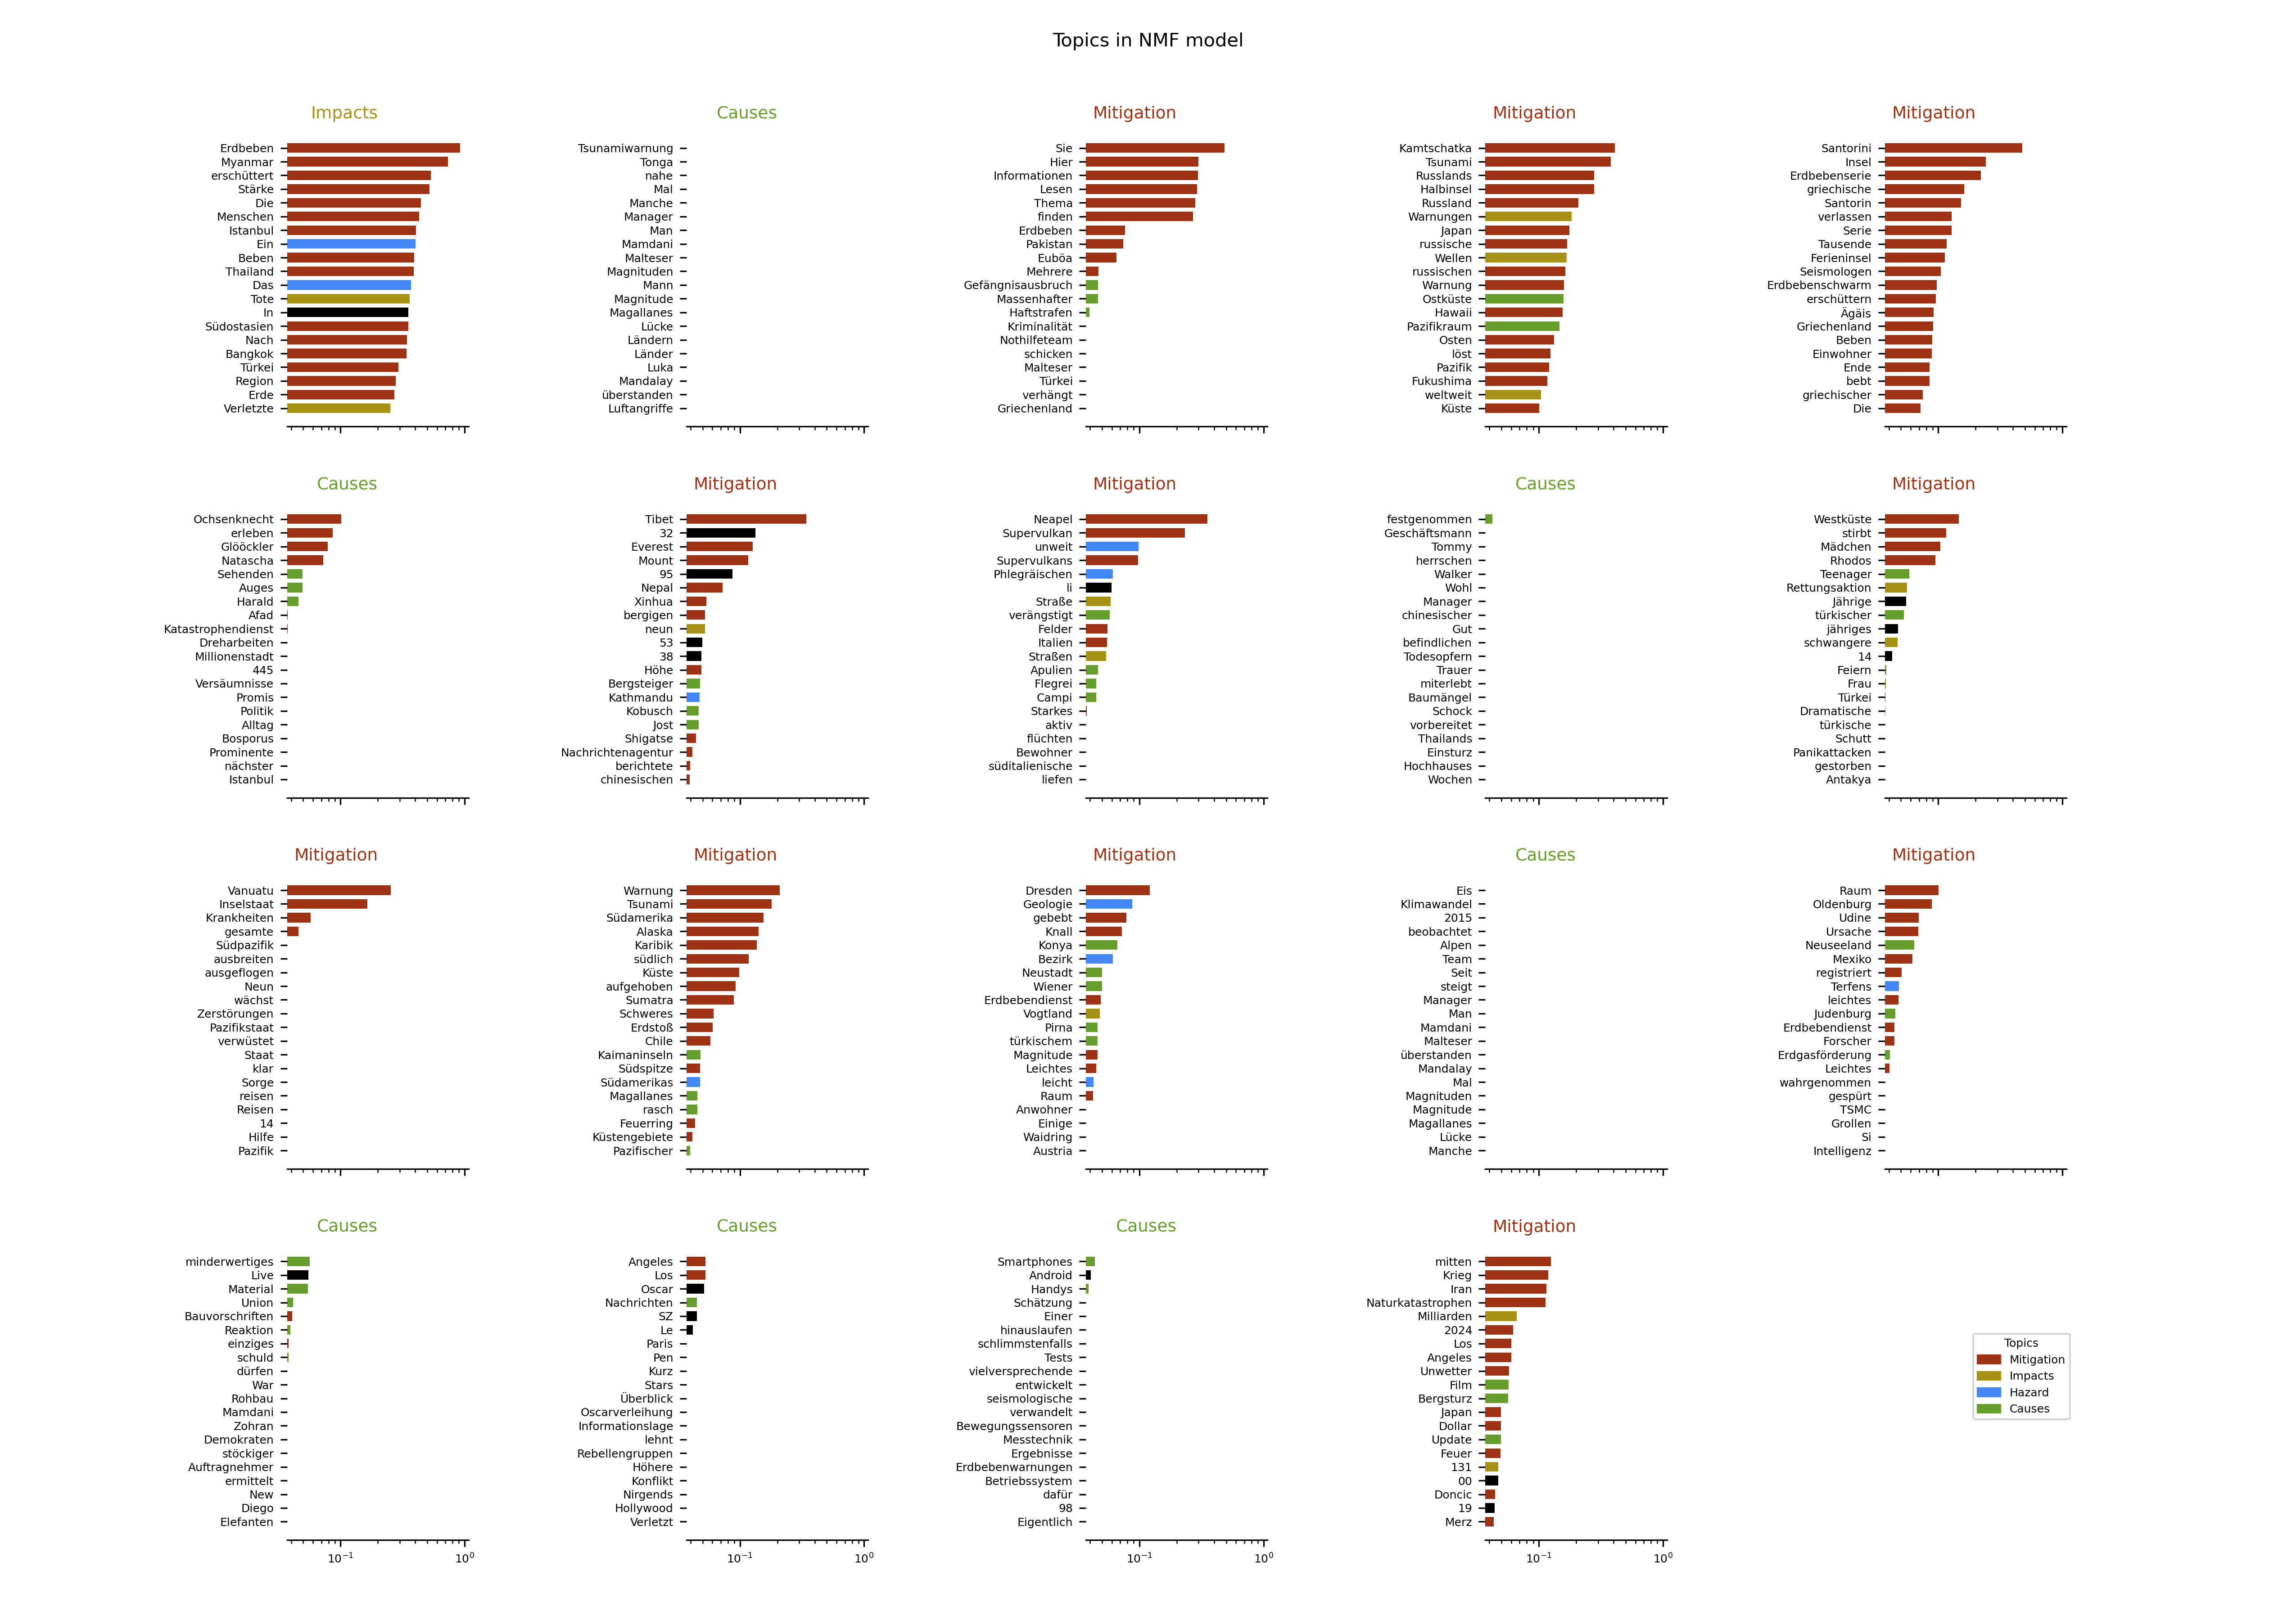 Topics in NMF model
Impacts
Erdbeben
Myanmar
erschüttert
Stärke
Die
Menschen
Istanbul
Ein
Beben
Thailand
Das
Tote
In
Südostasien
Nach
Bangkok
Türkei
Region
Erde
Verletzte
Causes
Tsunamiwarnung
Tonga
nahe
Mal
Manche
Manager
Man
Mamdani
Malteser
Magnituden
Mann
Magnitude
Magallanes
Lücke
Ländern
Länder
Luka
Mandalay
überstanden
Luftangriffe
Mitigation
Sie
Hier
Informationen
Lesen
Thema
finden
Erdbeben
Pakistan
Euböa
Mehrere
Gefängnisausbruch
Massenhafter
Haftstrafen
Kriminalität
Nothilfeteam
schicken
Malteser
Türkei
verhängt
Griechenland
Mitigation
Kamtschatka
Tsunami
Russlands
Halbinsel
Russland
Warnungen
Japan
russische
Wellen
russischen
Warnung
Ostküste
Hawaii
Pazifikraum
Osten
löst
Pazifik
Fukushima
weltweit
Küste
Mitigation
Santorini
Insel
Erdbebenserie
griechische
Santorin
verlassen
Serie
Tausende
Ferieninsel
Seismologen
Erdbebenschwarm
erschüttern
Ägäis
Griechenland
Beben
Einwohner
Ende
bebt
griechischer
Die
Causes
Ochsenknecht
erleben
Glööckler
Natascha
Sehenden
Auges
Harald
Afad
Katastrophendienst
Dreharbeiten
Millionenstadt
445
Versäumnisse
Promis
Politik
Alltag
Bosporus
Prominente
nächster
Istanbul
Mitigation
Tibet
32
Everest
Mount
95
Nepal
Xinhua
bergigen
neun
53
38
Höhe
Bergsteiger
Kathmandu
Kobusch
Jost
Shigatse
Nachrichtenagentur
berichtete
chinesischen
Mitigation
Neapel
Supervulkan
unweit
Supervulkans
Phlegräischen
li
Straße
verängstigt
Felder
Italien
Straßen
Apulien
Flegrei
Campi
Starkes
aktiv
flüchten
Bewohner
süditalienische
liefen
Causes
festgenommen
Geschäftsmann
Tommy
herrschen
Walker
Wohl
Manager
chinesischer
Gut
befindlichen
Todesopfern
Trauer
miterlebt
Baumängel
Schock
vorbereitet
Thailands
Einsturz
Hochhauses
Wochen
Mitigation
Westküste
stirbt
Mädchen
Rhodos
Teenager
Rettungsaktion
Jährige
türkischer
jähriges
schwangere
14
Feiern
Frau
Türkei
Dramatische
türkische
Schutt
Panikattacken
gestorben
Antakya
Mitigation
Vanuatu
Inselstaat
Krankheiten
gesamte
Südpazifik
ausbreiten
ausgeflogen
Neun
wächst
Zerstörungen
Pazifikstaat
verwüstet
Staat
klar
Sorge
reisen
Reisen
14
Hilfe
Pazifik
Mitigation
Warnung
Tsunami
Südamerika
Alaska
Karibik
südlich
Küste
aufgehoben
Sumatra
Schweres
Erdstoß
Chile
Kaimaninseln
Südspitze
Südamerikas
Magallanes
rasch
Feuerring
Küstengebiete
Pazifischer
Mitigation
Dresden
Geologie
gebebt
Knall
Konya
Bezirk
Neustadt
Wiener
Erdbebendienst
Vogtland
Pirna
türkischem
Magnitude
Leichtes
leicht
Raum
Anwohner
Einige
Waidring
Austria
Causes
Eis
Klimawandel
2015
beobachtet
Alpen
Team
Seit
steigt
Manager
Man
Mamdani
Malteser
überstanden
Mandalay
Mal
Magnituden
Magnitude
Magallanes
Lücke
Manche
Mitigation
Raum
Oldenburg
Udine
Ursache
Neuseeland
Mexiko
registriert
Terfens
leichtes
Judenburg
Erdbebendienst
Forscher
Erdgasförderung
Leichtes
wahrgenommen
gespürt
TSMC
Grollen
Si
Intelligenz
Causes
minderwertiges
Live
Material
Union
Bauvorschriften
Reaktion
einziges
schuld
dürfen
War
Rohbau
Mamdani
Zohran
Demokraten
stöckiger
Auftragnehmer
ermittelt
New
Diego
Elefanten
10⁻¹ 10⁰
Causes
Angeles
Los
Oscar
Nachrichten
SZ
Le
Paris
Pen
Kurz
Stars
Überblick
Oscarverleihung
Informationslage
lehnt
Rebellengruppen
Höhere
Konflikt
Nirgends
Hollywood
Verletzt
10⁻¹ 10⁰
Causes
Smartphones
Android
Handys
Schätzung
Einer
hinauslaufen
schlimmstenfalls
Tests
vielversprechende
entwickelt
seismologische
verwandelt
Bewegungssensoren
Messtechnik
Ergebnisse
Erdbebenwarnungen
Betriebssystem
dafür
98
Eigentlich
10⁻¹ 10⁰
Mitigation
mitten
Krieg
Iran
Naturkatastrophen
Milliarden
2024
Los
Angeles
Unwetter
Film
Bergsturz
Japan
Dollar
Update
Feuer
131
00
Doncic
19
Merz
10⁻¹ 10⁰
Topics
Mitigation
Impacts
Hazard
Causes